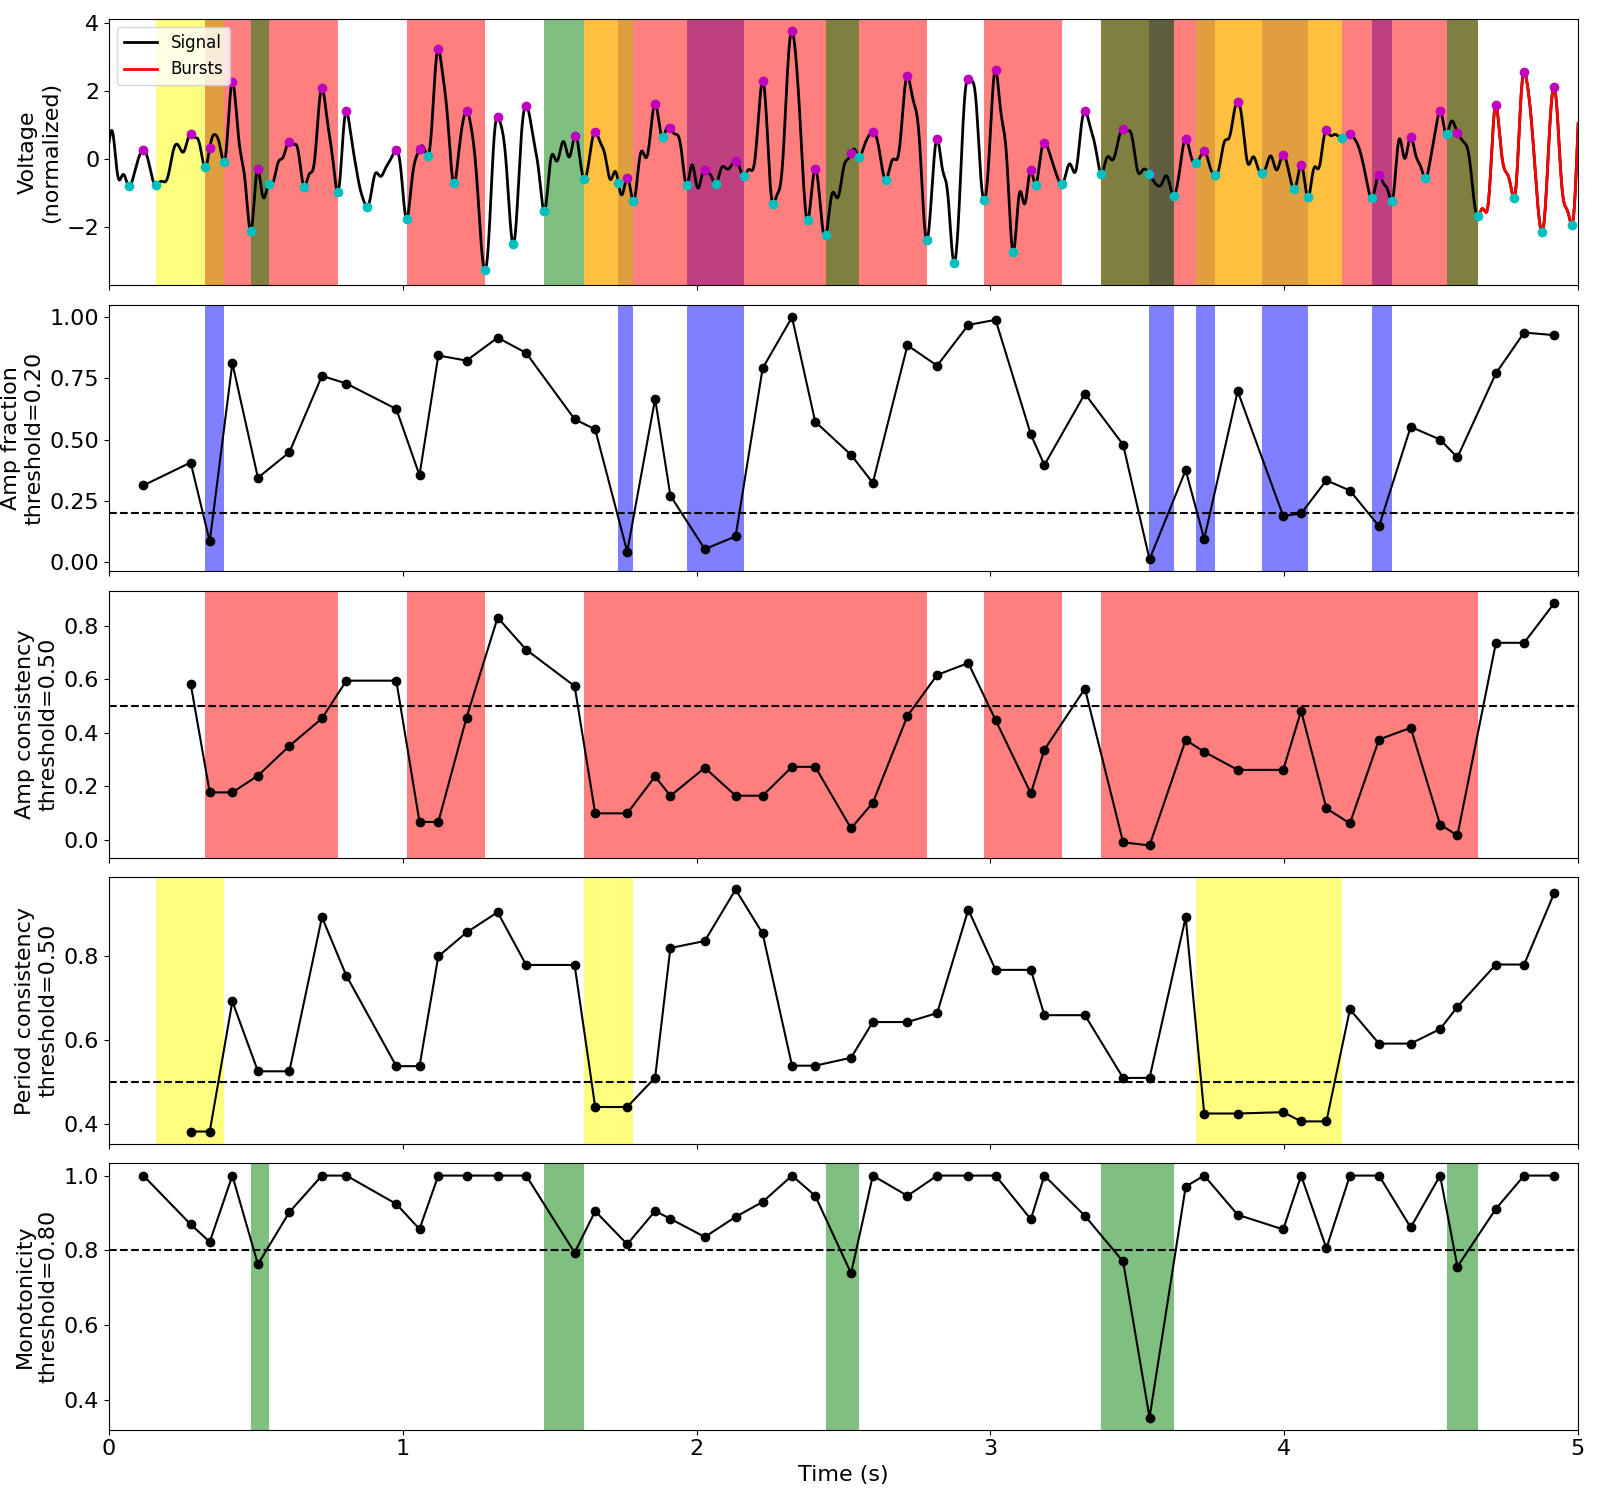 Voltage
(normalized)
4
2
0
−2
Signal
Bursts
Amp fraction
threshold=0.20
1.00
0.75
0.50
0.25
0.00
Amp consistency
threshold=0.50
0.8
0.6
0.4
0.2
0.0
Period consistency
threshold=0.50
0.8
0.6
0.4
Monotonicity
threshold=0.80
1.0
0.8
0.6
0.4
0 1 2 3 4 5
Time (s)